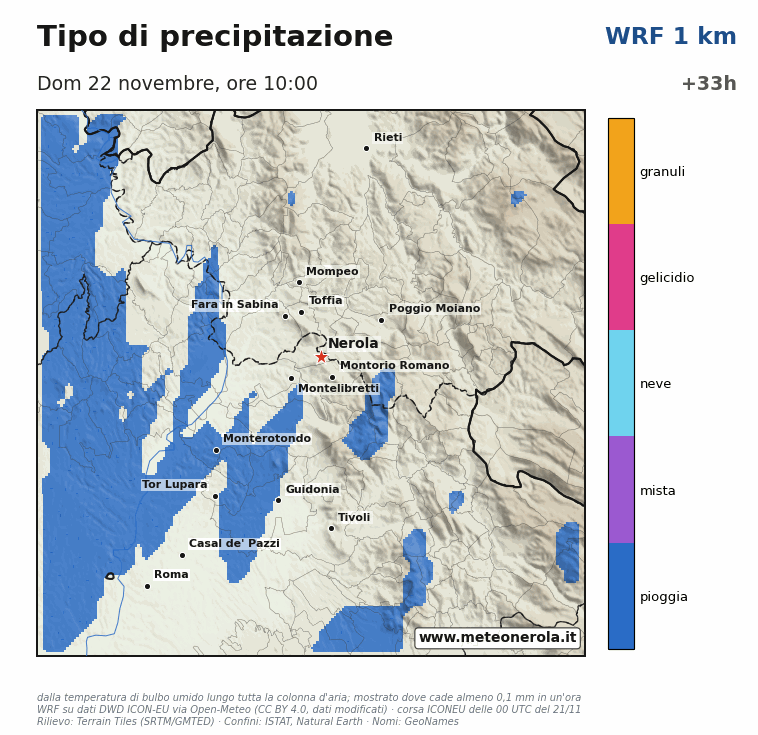 Tipo di precipitazione
WRF 1 km
Dom 22 novembre, ore 10:00
+33h
Rieti
granuli
gelicidio
neve
mista
pioggia
Mompeo
Fara in Sabina
Toffia
Poggio Moiano
Nerola
Montorio Romano
Montelibretti
Monterotondo
Tor Lupara
Guidonia
Tivoli
Casal de' Pazzi
Roma
www.meteonerola.it
dalla temperatura di bulbo umido lungo tutta la colonna d'aria; mostrato dove cade almeno 0,1 mm in un'ora
WRF su dati DWD ICON-EU via Open-Meteo (CC BY 4.0, dati modificati) · corsa ICONEU delle 00 UTC del 21/11
Rilievo: Terrain Tiles (SRTM/GMTED) · Confini: ISTAT, Natural Earth · Nomi: GeoNames